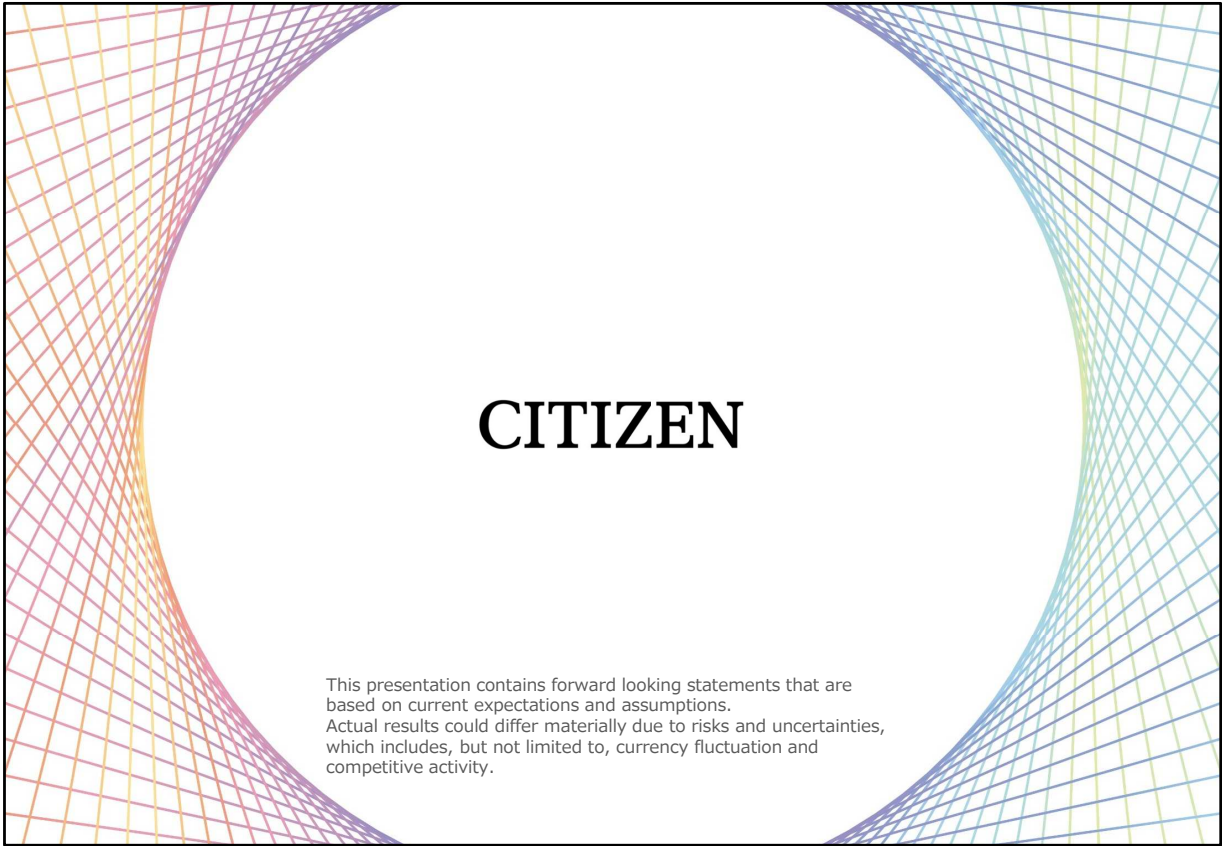 CITIZEN
This presentation contains forward looking statements that are
based on current expectations and assumptions.
Actual results could differ materially due to risks and uncertainties,
which includes, but not limited to, currency fluctuation and
competitive activity.